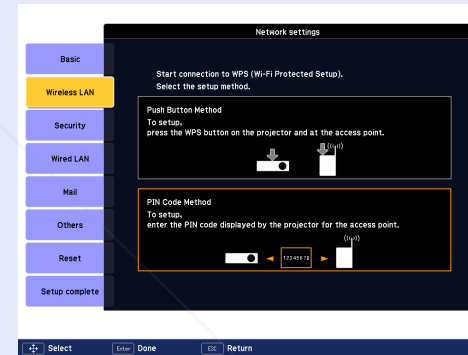 Network settings
Basic
Wireless LAN
Security
Wired LAN
Mail
Others
Reset
Setup complete
Start connection to WPS (Wi-Fi Protected Setup).
Select the setup method.
Push Button Method
To setup,
press the WPS button on the projector and at the access point.
PIN Code Method
To setup,
enter the PIN code displayed by the projector for the access point.
12345678
Select
Enter Done
ESC Return